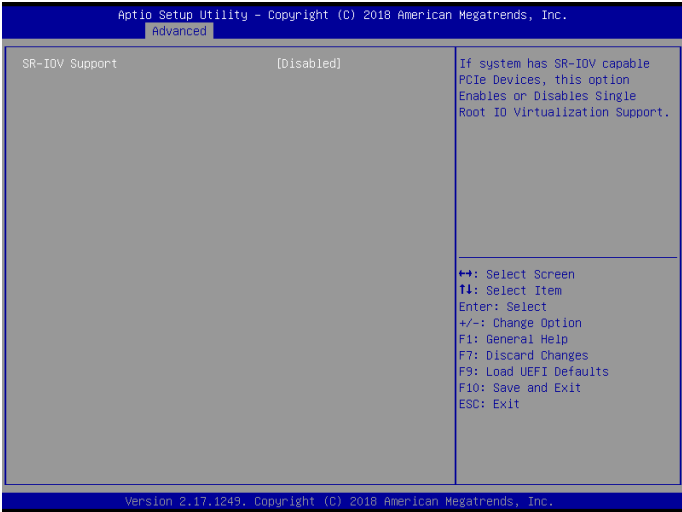 Aptio Setup Utility – Copyright (C) 2018 American Megatrends, Inc.
Advanced
SR-IOV Support [Disabled]
If system has SR-IOV capable
PCIe Devices, this option
Enables or Disables Single
Root IO Virtualization Support.
↔: Select Screen
↑↓: Select Item
Enter: Select
+/-: Change Option
F1: General Help
F7: Discard Changes
F9: Load UEFI Defaults
F10: Save and Exit
ESC: Exit
Version 2.17.1249. Copyright (C) 2018 American Megatrends, Inc.